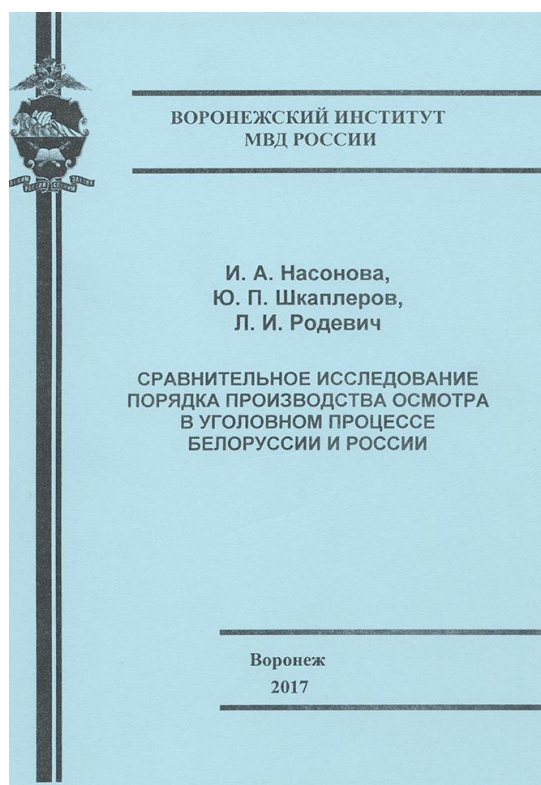 ВОРОНЕЖСКИЙ ИНСТИТУТ
МВД РОССИИ
И. А. Насонова,
Ю. П. Шкаплеров,
Л. И. Родевич
СРАВНИТЕЛЬНОЕ ИССЛЕДОВАНИЕ
ПОРЯДКА ПРОИЗВОДСТВА ОСМОТРА
В УГОЛОВНОМ ПРОЦЕССЕ
БЕЛОРУССИИ И РОССИИ
Воронеж
2017